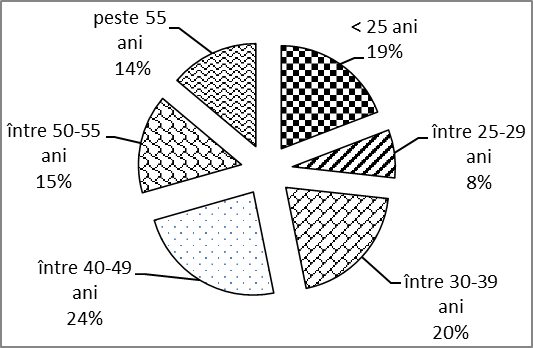 peste 55
ani
14%
< 25 ani
19%
între 25-29
ani
8%
între 30-39
ani
20%
între 40-49
ani
24%
între 50-55
ani
15%